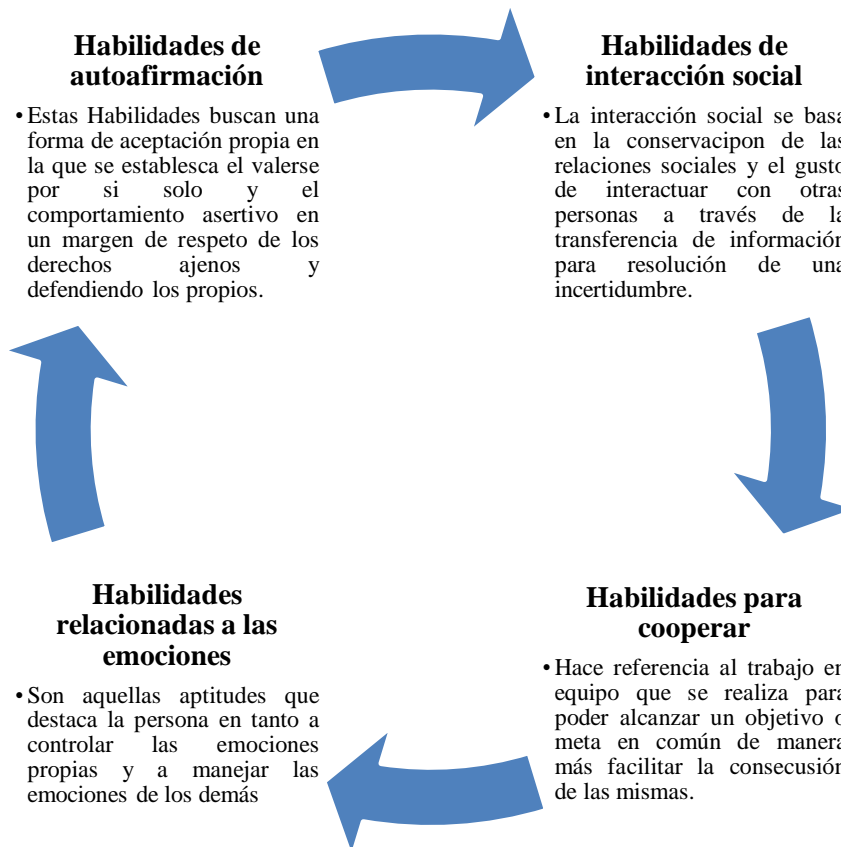 Habilidades de
autoafirmación
• Estas Habilidades buscan una
forma de aceptación propia en
la que se establesca el valerse
por si solo y el
comportamiento asertivo en
un margen de respeto de los
derechos ajenos y
defendiendo los propios.
Habilidades de
interacción social
• La interacción social se basa
en la conservacipon de las
relaciones sociales y el gusto
de interactuar con otras
personas a través de la
transferencia de información
para resolución de una
incertidumbre.
Habilidades para
cooperar
• Hace referencia al trabajo en
equipo que se realiza para
poder alcanzar un objetivo o
meta en común de manera
más facilitar la consecusión
de las mismas.
Habilidades
relacionadas a las
emociones
• Son aquellas aptitudes que
destaca la persona en tanto a
controlar las emociones
propias y a manejar las
emociones de los demás